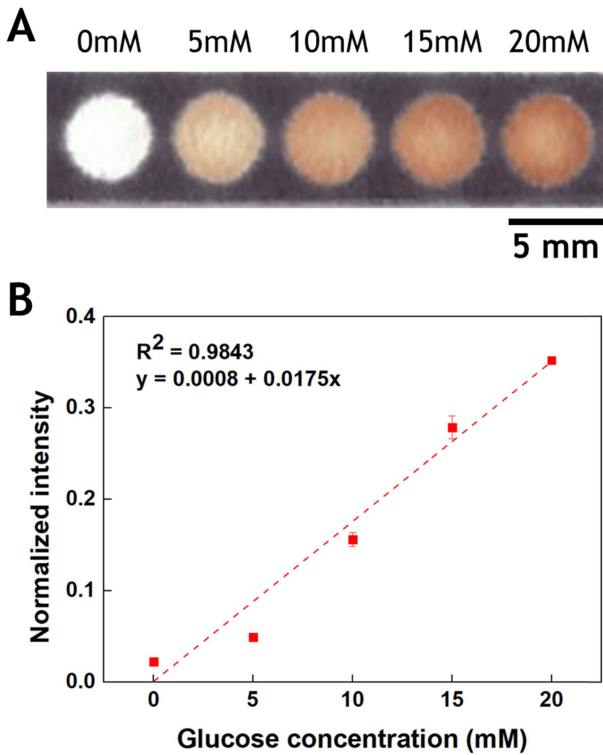 A
0mM 5mM 10mM 15mM 20mM
5 mm
B
R² = 0.9843
y = 0.0008 + 0.0175x
Normalized intensity
0.4
0.3
0.2
0.1
0.0
0 5 10 15 20
Glucose concentration (mM)